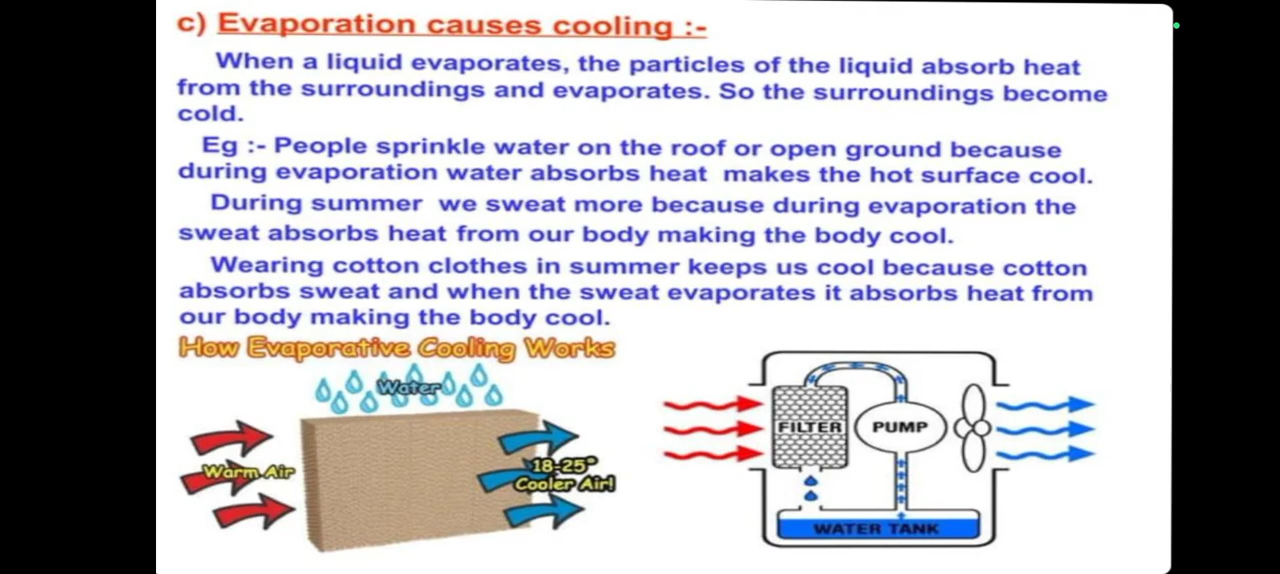 c) Evaporation causes cooling :-
When a liquid evaporates, the particles of the liquid absorb heat
from the surroundings and evaporates. So the surroundings become
cold.
Eg :- People sprinkle water on the roof or open ground because
during evaporation water absorbs heat makes the hot surface cool.
During summer we sweat more because during evaporation the
sweat absorbs heat from our body making the body cool.
Wearing cotton clothes in summer keeps us cool because cotton
absorbs sweat and when the sweat evaporates it absorbs heat from
our body making the body cool.
How Evaporative Cooling Works
Water
Warm Air
18-25°
Cooler Air!
FILTER
PUMP
WATER TANK